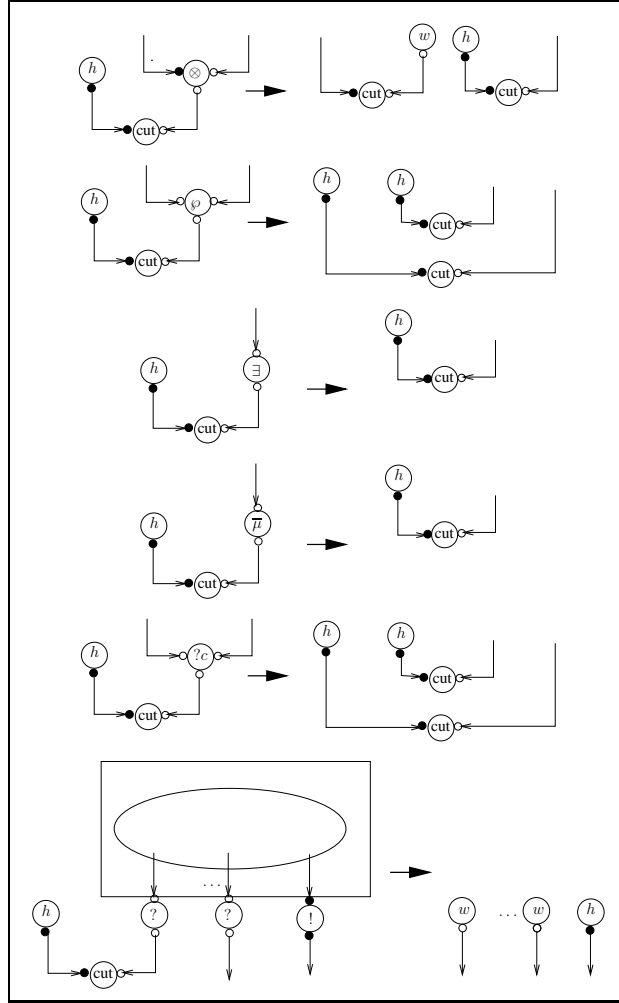 h ⊗ w h
cut cut cut
h ℘ h h
cut cut cut
h ∃ h
cut cut
h μ̅ h
cut cut
h ?c h h
cut cut cut
...
h ? ? ! w ... w h
cut